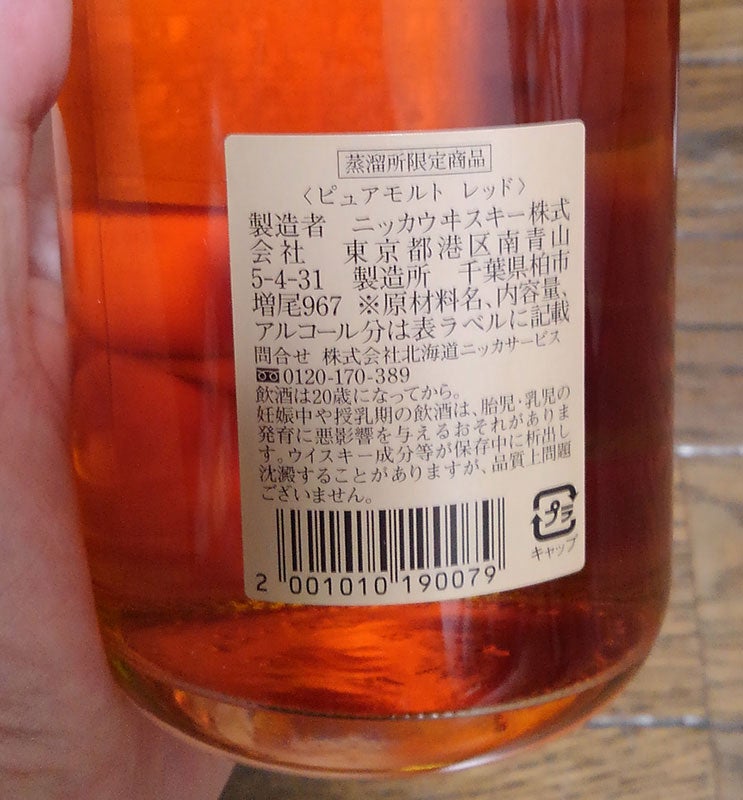 蒸溜所限定商品
〈ピュアモルト レッド〉
製造者 ニッカウヰスキー株式
会社 東京都港区南青山
5-4-31 製造所 千葉県柏市
増尾967 ※原材料名、内容量、
アルコール分は表ラベルに記載
問合せ 株式会社北海道ニッカサービス
0120-170-389
飲酒は20歳になってから。
妊娠中や授乳期の飲酒は、胎児・乳児の
発育に悪影響を与えるおそれがありま
す。ウイスキー成分等が保存中に析出し
沈澱することがありますが、品質上問題
ございません。
プラ
キャップ
2 001010 190079